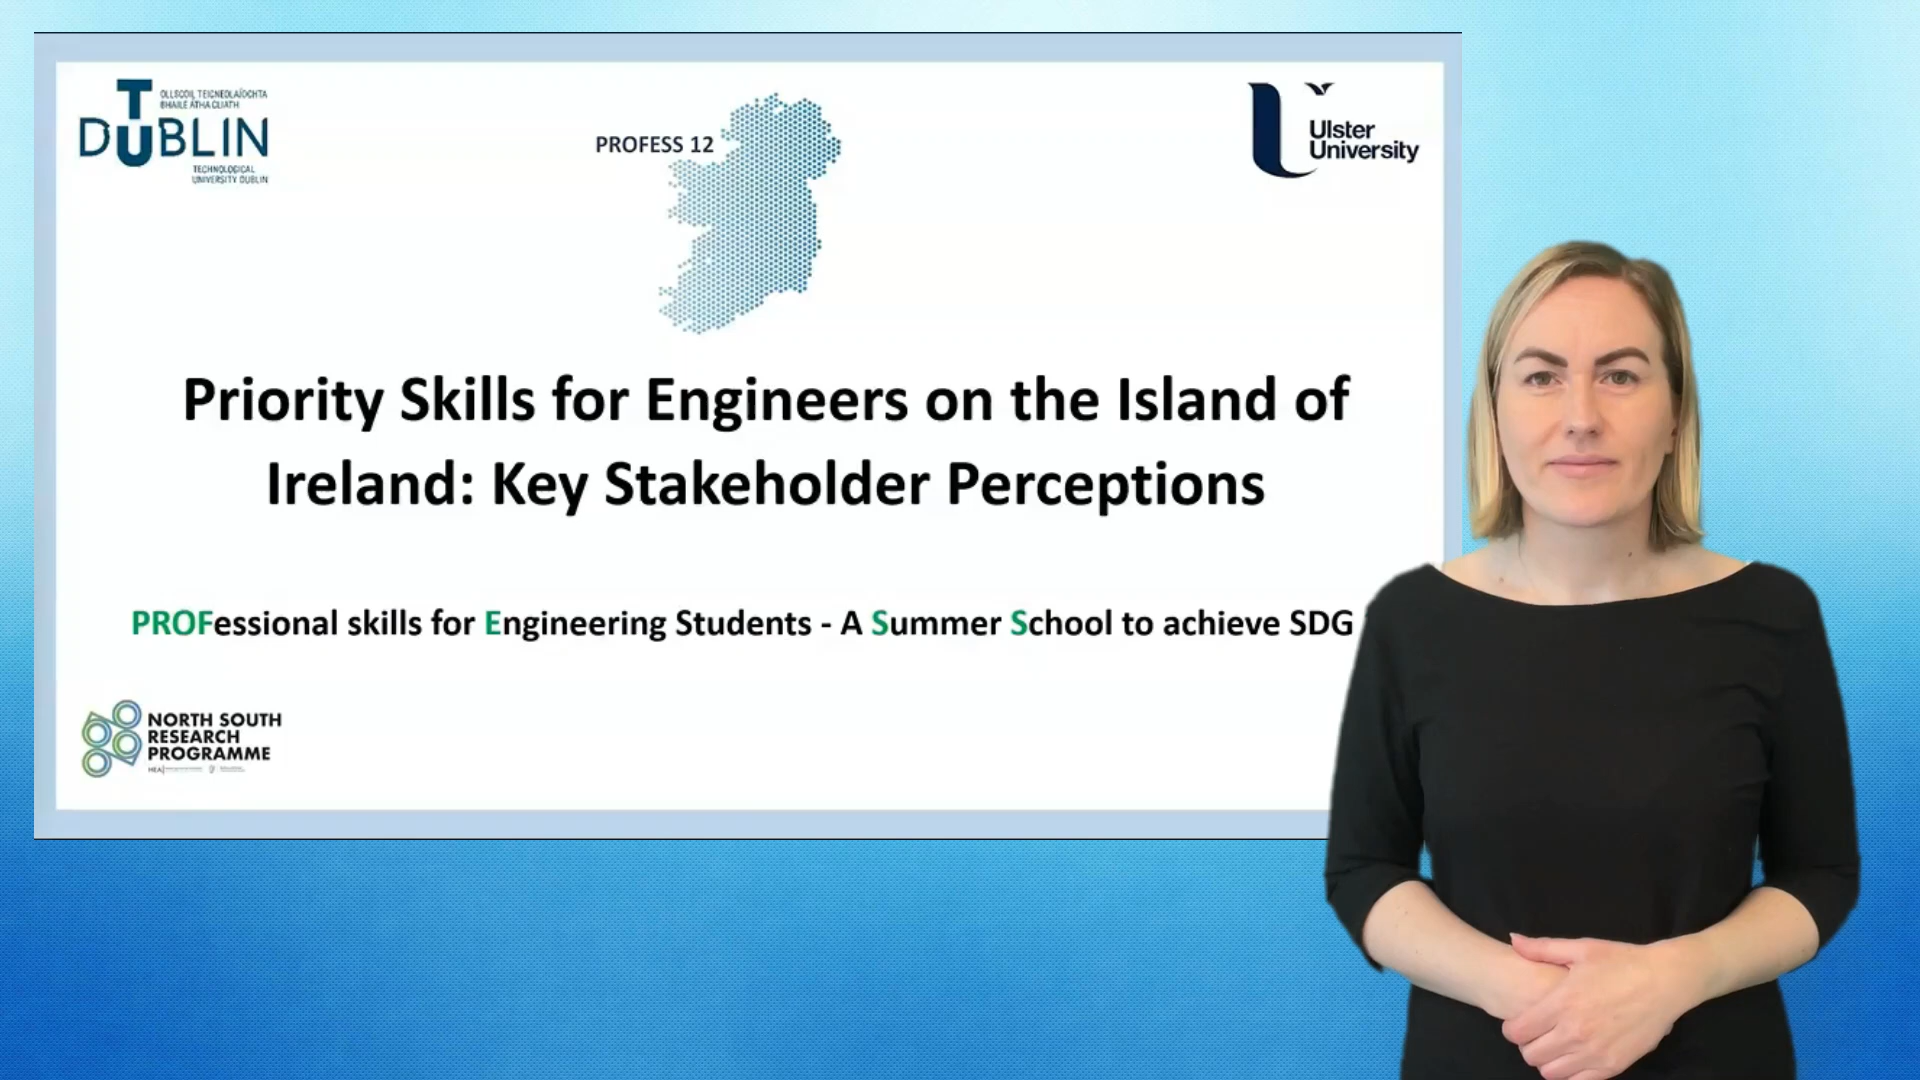 OLLSCOIL TEICNEOLAÍOCHTA
BHAILE ÁTHA CLIATH
TU DUBLIN
TECHNOLOGICAL
UNIVERSITY DUBLIN
PROFESS 12
Ulster
University
Priority Skills for Engineers on the Island of
Ireland: Key Stakeholder Perceptions
PROFessional skills for Engineering Students - A Summer School to achieve SDG
NORTH SOUTH
RESEARCH
PROGRAMME
HEA